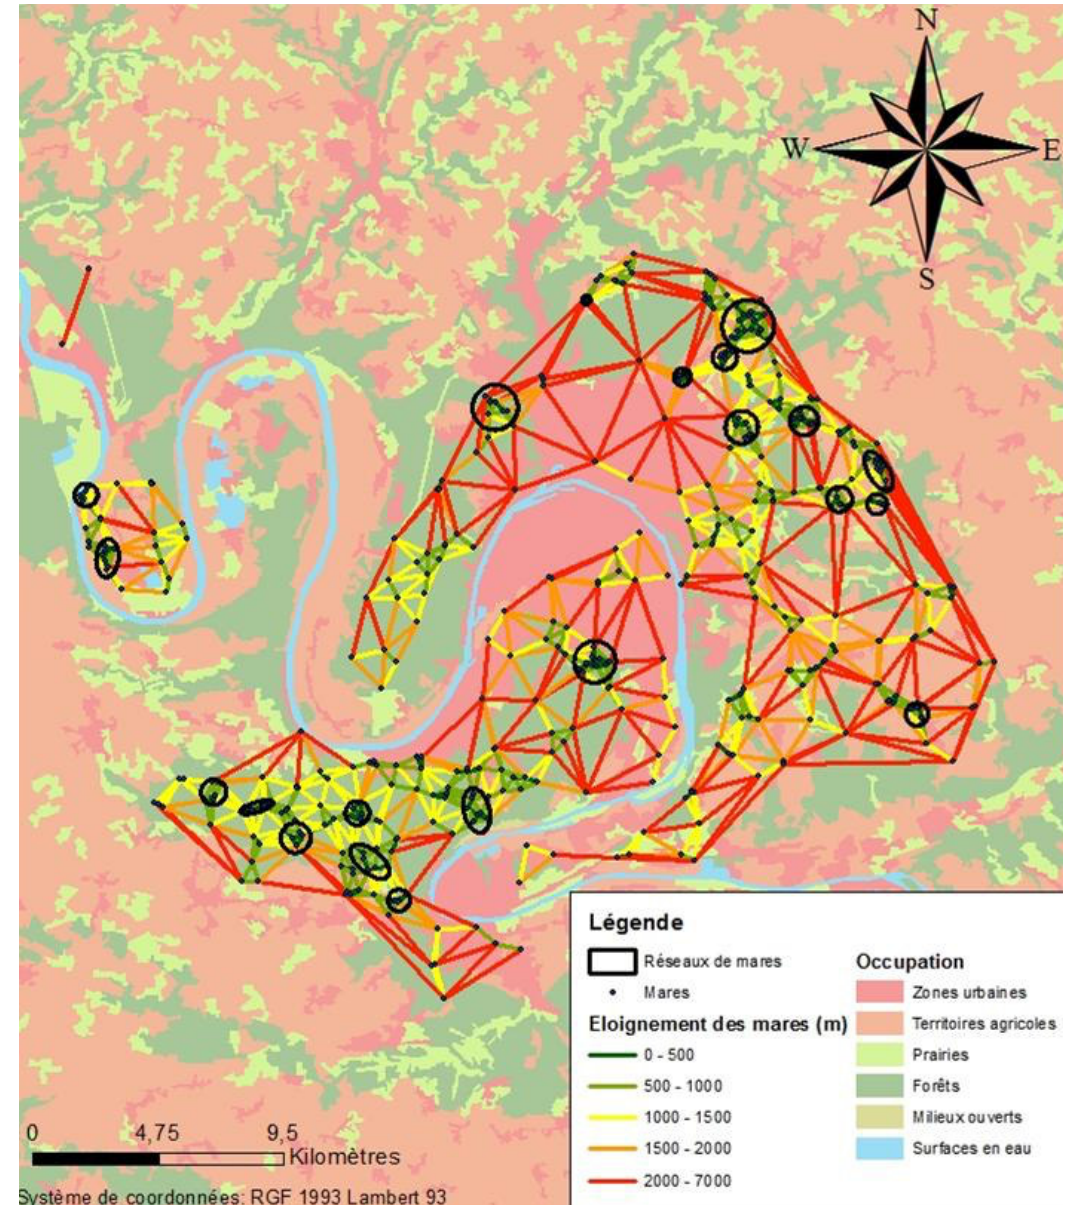 N
W
E
S
Légende
Réseaux de mares
Mares
Eloignement des mares (m)
0 - 500
500 - 1000
1000 - 1500
1500 - 2000
2000 - 7000
Occupation
Zones urbaines
Territoires agricoles
Prairies
Forêts
Milieux ouverts
Surfaces en eau
0 4,75 9,5
Kilomètres
Système de coordonnées: RGF 1993 Lambert 93